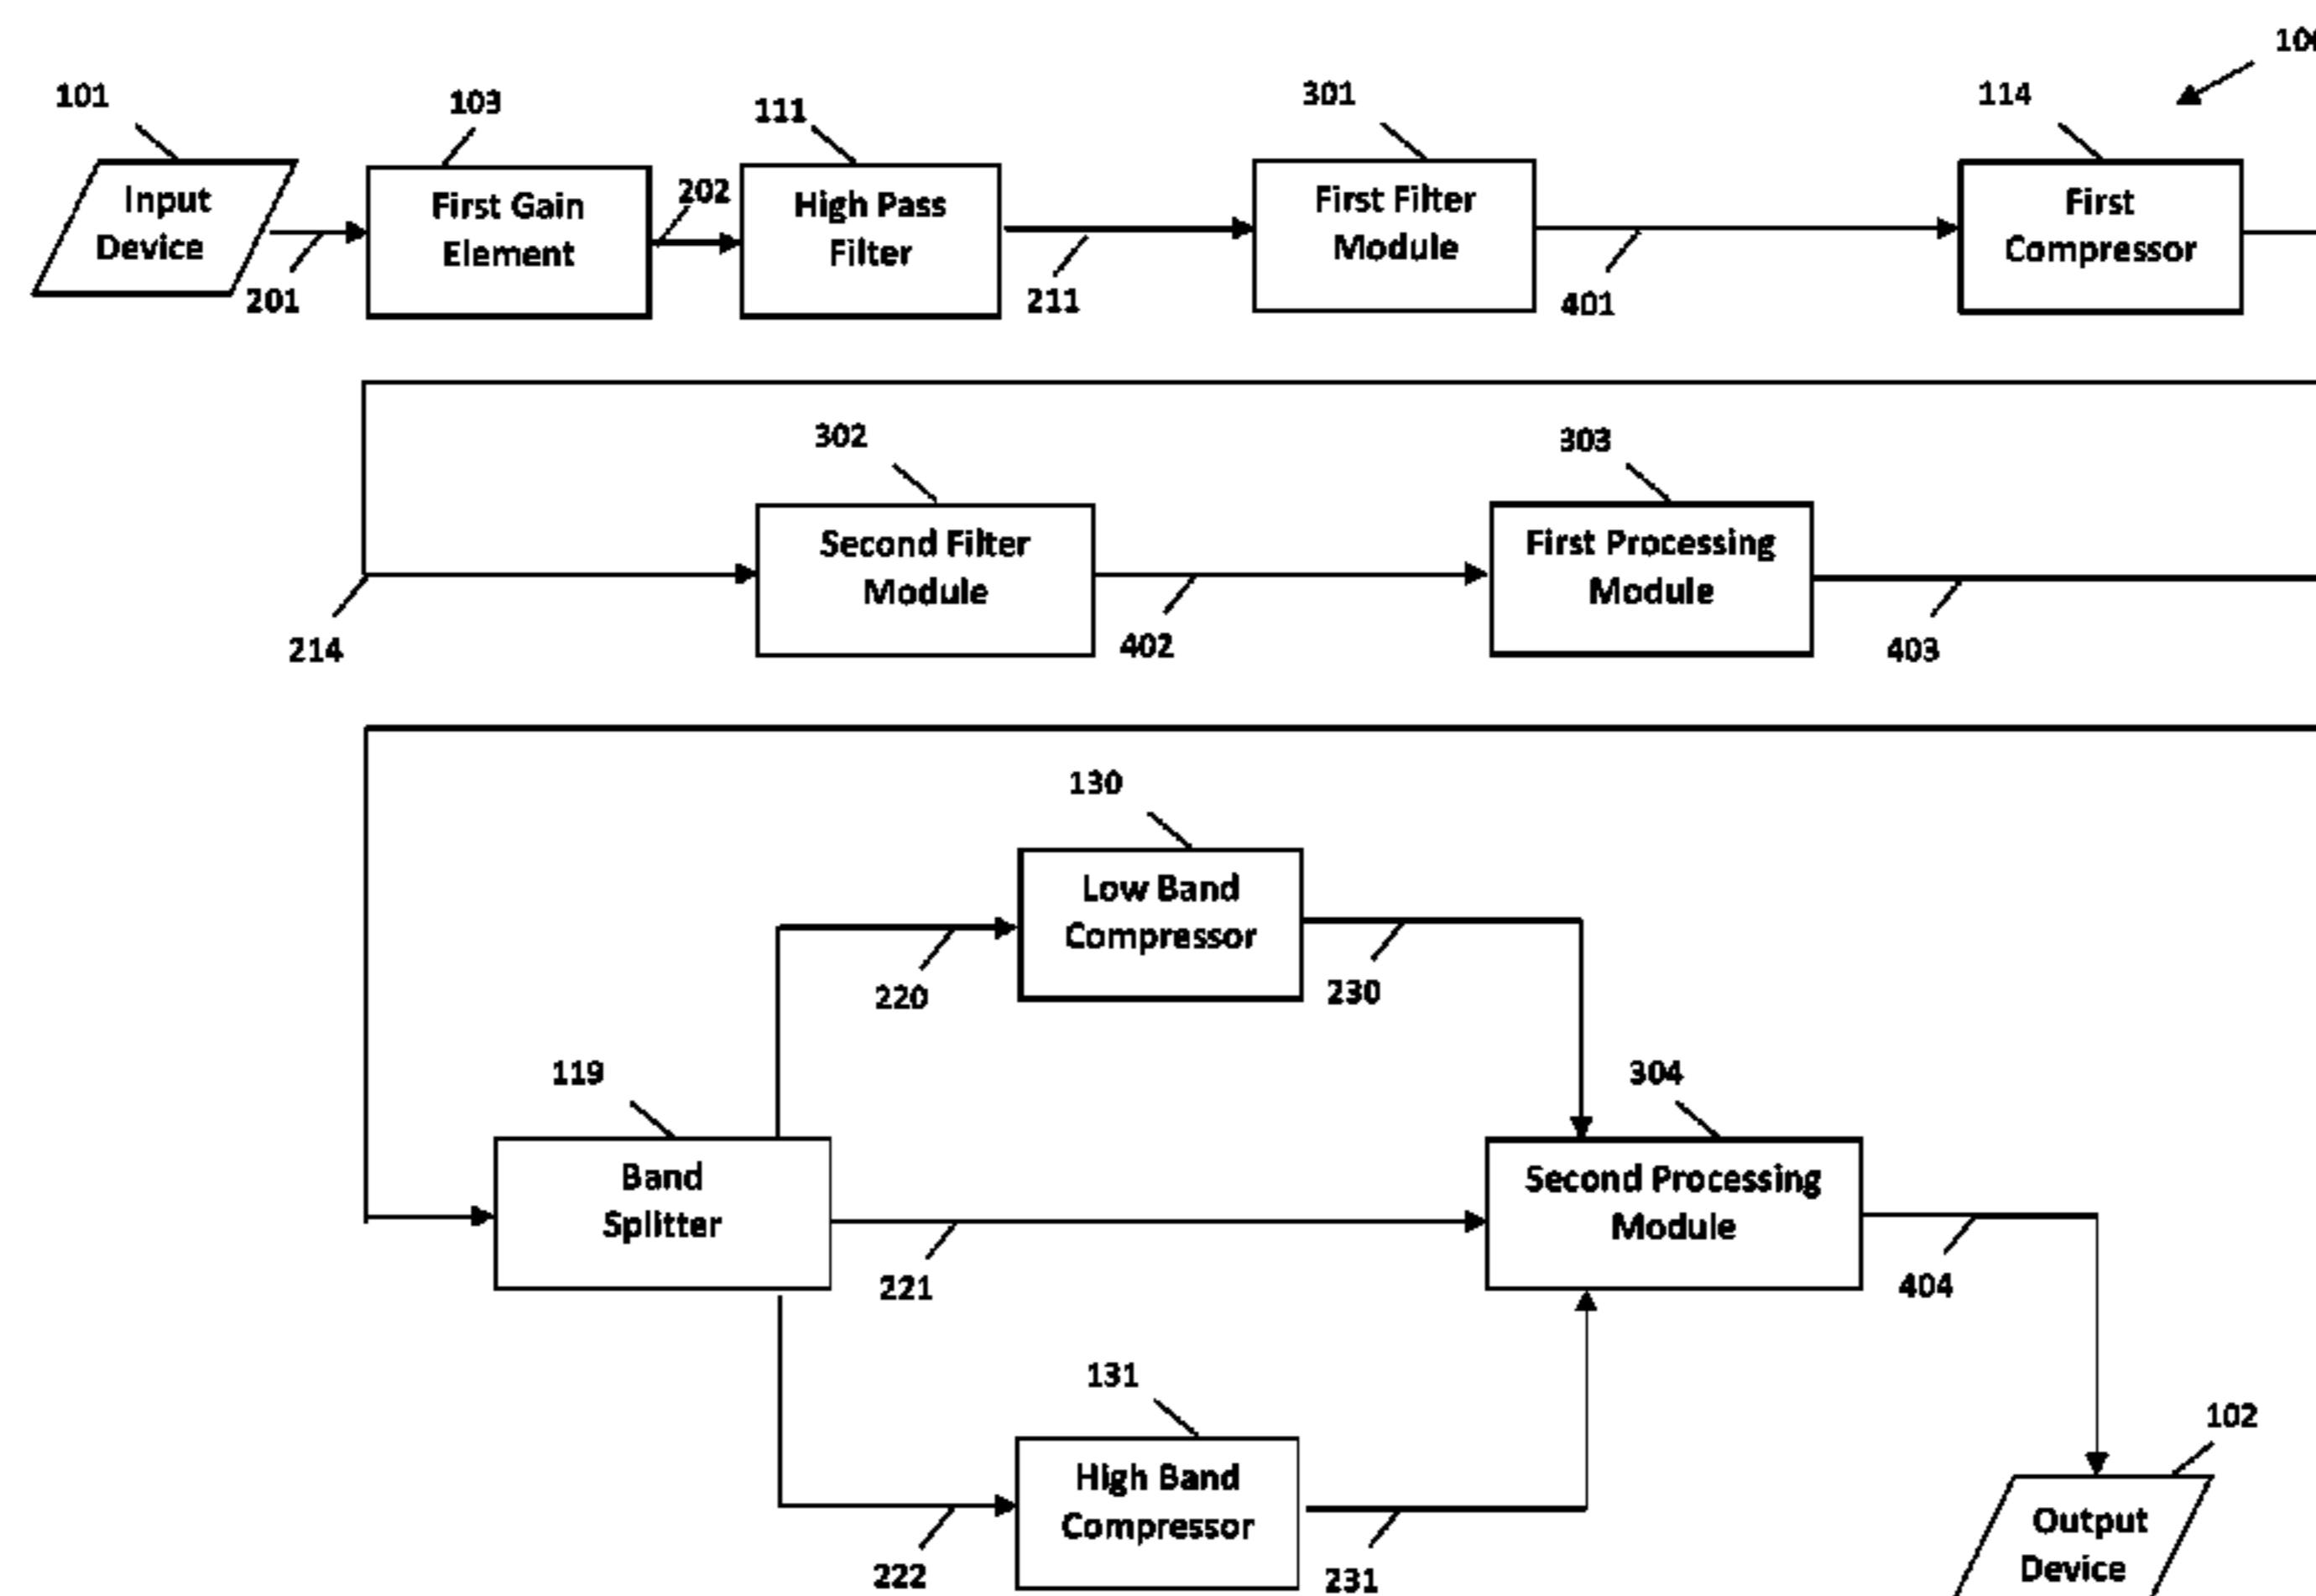 100
101
103
111
301
114
Input
Device
First Gain
Element
202
High Pass
Filter
First Filter
Module
First
Compressor
201
211
401
302
303
Second Filter
Module
First Processing
Module
214
402
403
130
Low Band
Compressor
220
230
119
304
Band
Splitter
Second Processing
Module
221
404
131
102
High Band
Compressor
Output
Device
222
231